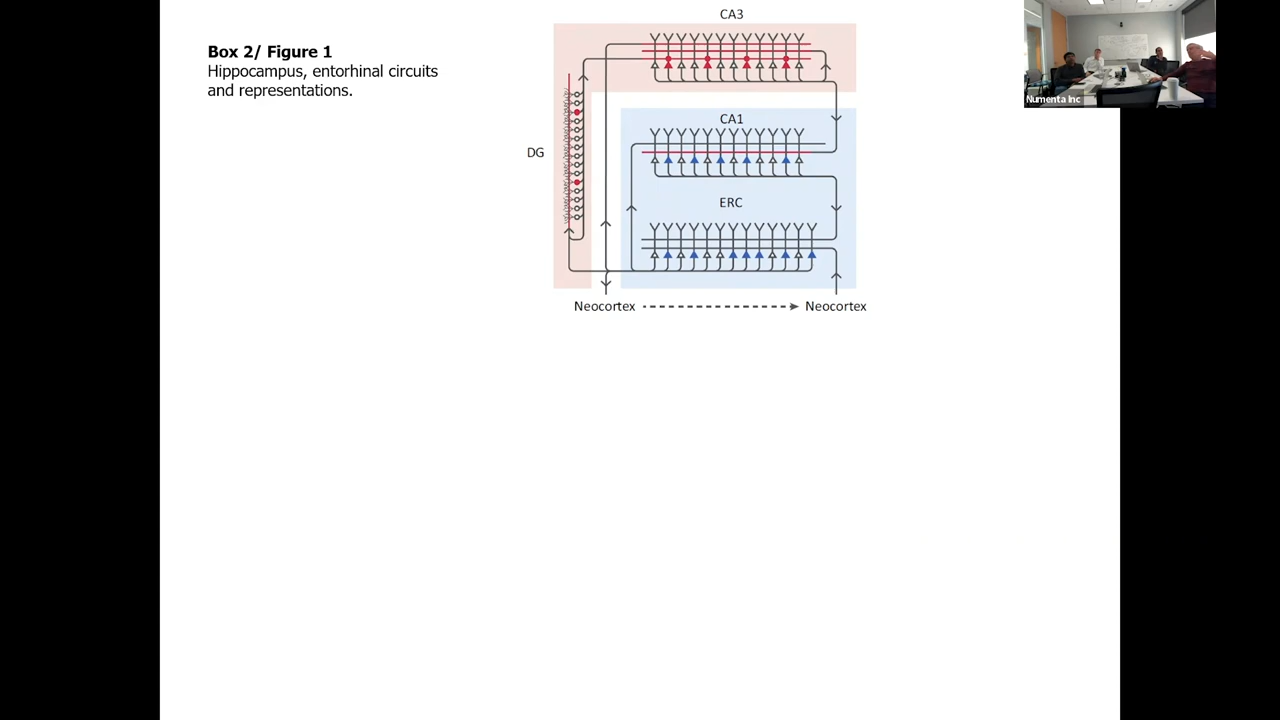 Box 2/ Figure 1
Hippocampus, entorhinal circuits
and representations.
CA3
DG
CA1
ERC
Neocortex
Neocortex
Numenta Inc